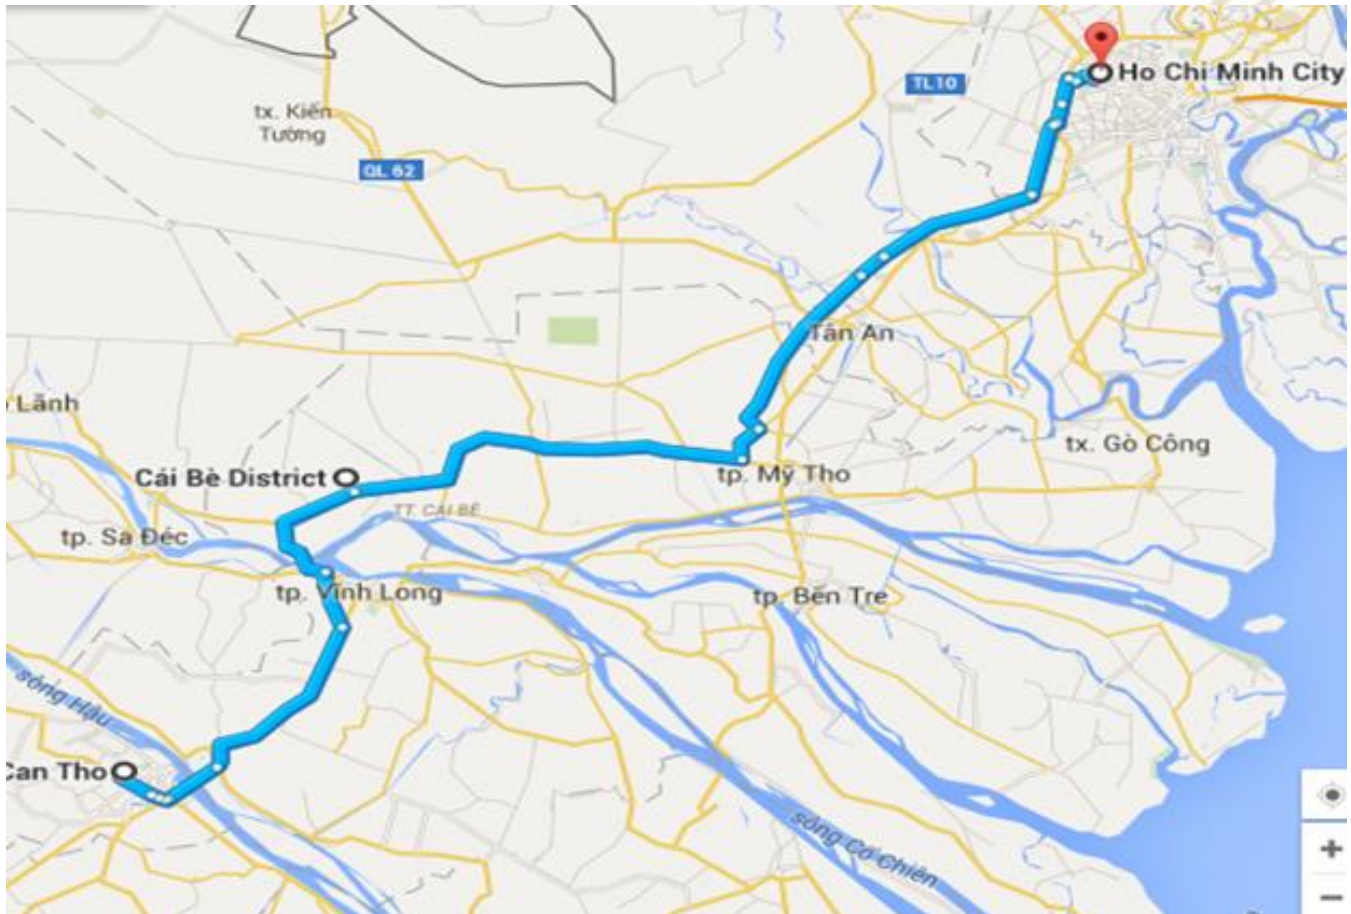 Ho Chi Minh City
TL10
tx. Kiến
Tường
QL 62
Tân An
Lãnh
tx. Gò Công
Cái Bè District
tp. Mỹ Tho
TT. CÁI BÈ
tp. Sa Đéc
tp. Vĩnh Long
tp. Bến Tre
sông Hậu
Can Tho
sông Cổ Chiên